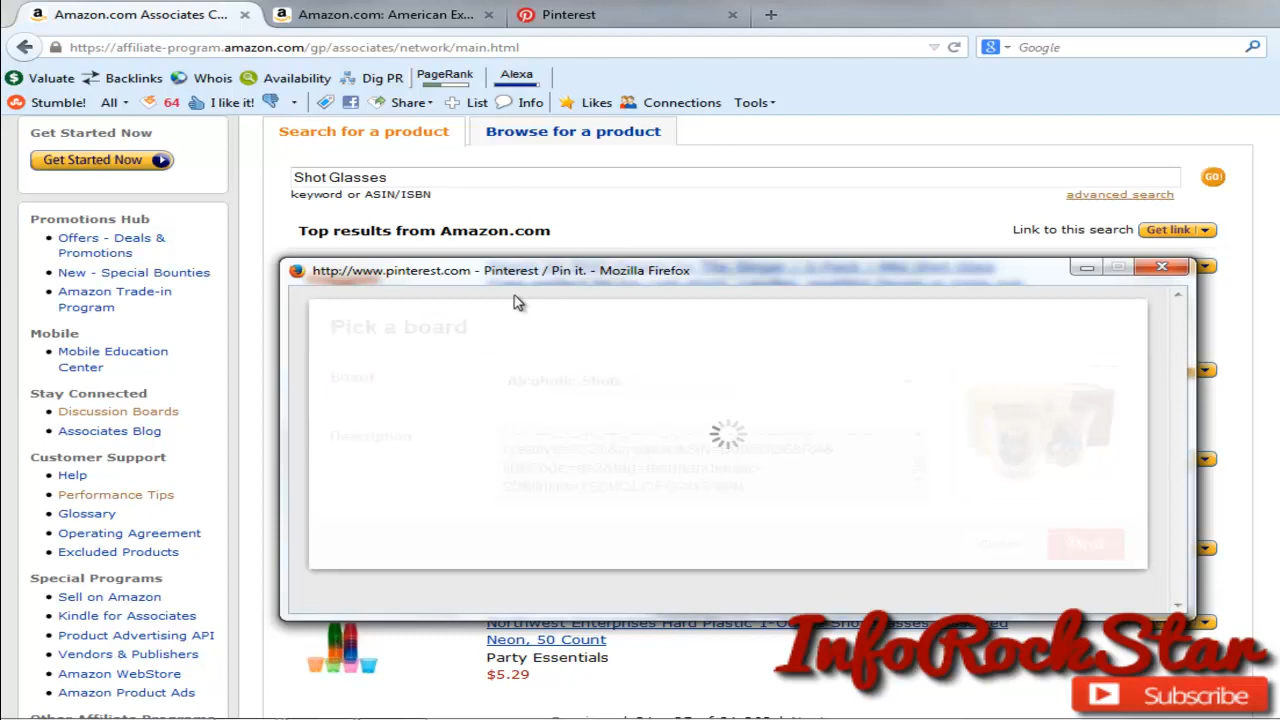 Amazon.com Associates C...
Amazon.com: American Ex...
Pinterest
https://affiliate-program.amazon.com/gp/associates/network/main.html
Google
Valuate
Backlinks
Whois
Availability
Dig PR
PageRank
Alexa
Stumble!
All
64
I like it!
Share
List
Info
Likes
Connections
Tools
Get Started Now
Get Started Now
Promotions Hub
Offers - Deals &
Promotions
New - Special Bounties
Amazon Trade-in
Program
Mobile
Mobile Education
Center
Stay Connected
Discussion Boards
Associates Blog
Customer Support
Help
Performance Tips
Glossary
Operating Agreement
Excluded Products
Special Programs
Sell on Amazon
Kindle for Associates
Product Advertising API
Vendors & Publishers
Amazon WebStore
Amazon Product Ads
Other Affiliate Programs
Search for a product
Browse for a product
Shot Glasses
GO!
keyword or ASIN/ISBN
advanced search
Top results from Amazon.com
Link to this search
Get link
http://www.pinterest.com - Pinterest / Pin it. - Mozilla Firefox
Pick a board
Board
Alcoholic Shots
Description
Northwest Enterprises Hard Plastic 1-O
Neon, 50 Count
Party Essentials
$5.29
InfoRockStar
Subscribe